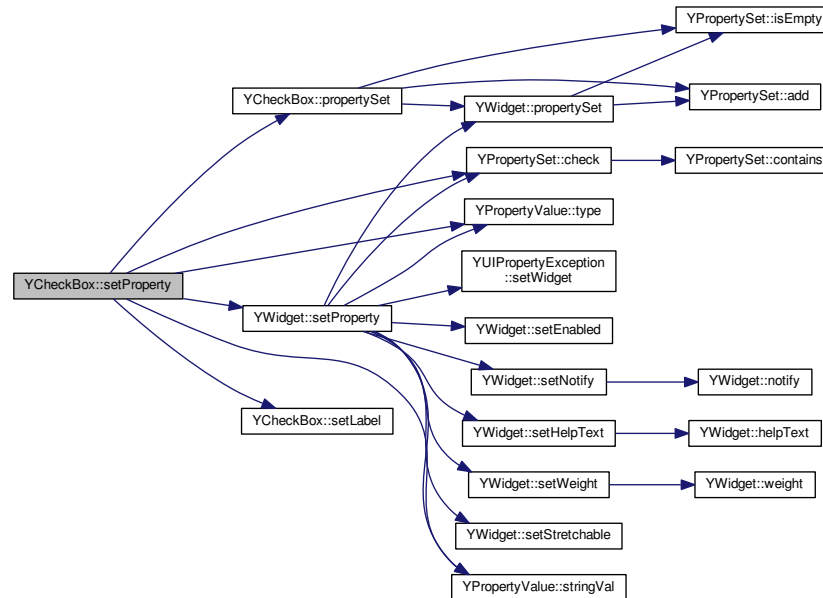 YPropertySet::isEmpty
YCheckBox::propertySet
YPropertySet::add
YWidget::propertySet
YPropertySet::check
YPropertySet::contains
YPropertyValue::type
YUIPropertyException
::setWidget
YCheckBox::setProperty
YWidget::setProperty
YWidget::setEnabled
YWidget::setNotify
YWidget::notify
YCheckBox::setLabel
YWidget::setHelpText
YWidget::helpText
YWidget::setWeight
YWidget::weight
YWidget::setStretchable
YPropertyValue::stringVal